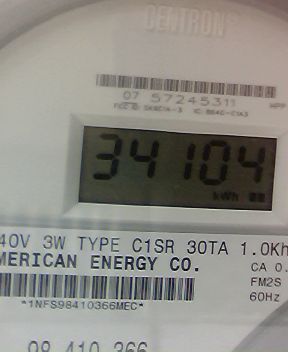 CENTRON®
07 57245311
34104
kWh
40V 3W TYPE C1SR 30TA 1.0Kh
MERICAN ENERGY CO.
CA 0.
FM2S
60Hz
*1NFS98410366MEC*
98 410 366